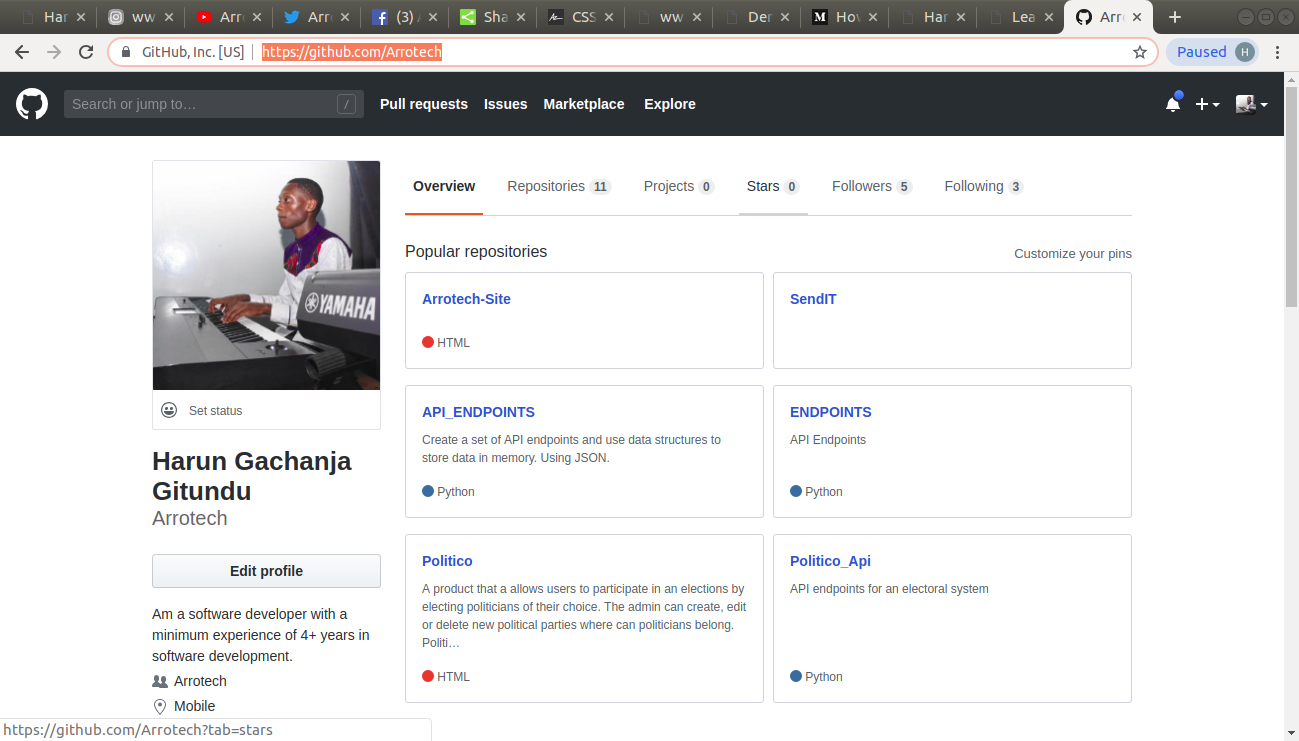 Har
ww
Arr
Arr
(3) A
Sha
CSS
ww
Der
Hov
Har
Lea
Arr
GitHub, Inc. [US]
https://github.com/Arrotech
Paused
H
Search or jump to…
/
Pull requests
Issues
Marketplace
Explore
Overview
Repositories 11
Projects 0
Stars 0
Followers 5
Following 3
YAMAHA
Set status
Harun Gachanja
Gitundu
Arrotech
Edit profile
Am a software developer with a
minimum experience of 4+ years in
software development.
Arrotech
Mobile
Popular repositories
Customize your pins
Arrotech-Site
HTML
SendIT
API_ENDPOINTS
Create a set of API endpoints and use data structures to
store data in memory. Using JSON.
Python
ENDPOINTS
API Endpoints
Python
Politico
A product that a allows users to participate in an elections by
electing politicians of their choice. The admin can create, edit
or delete new political parties where can politicians belong.
Politi…
HTML
Politico_Api
API endpoints for an electoral system
Python
https://github.com/Arrotech?tab=stars